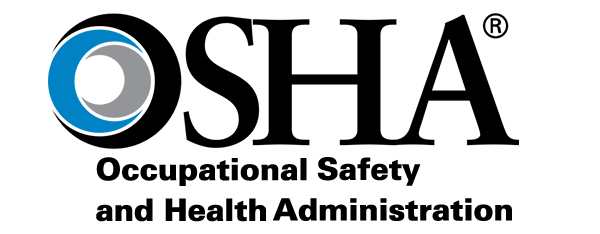 OSHA®
Occupational Safety
and Health Administration